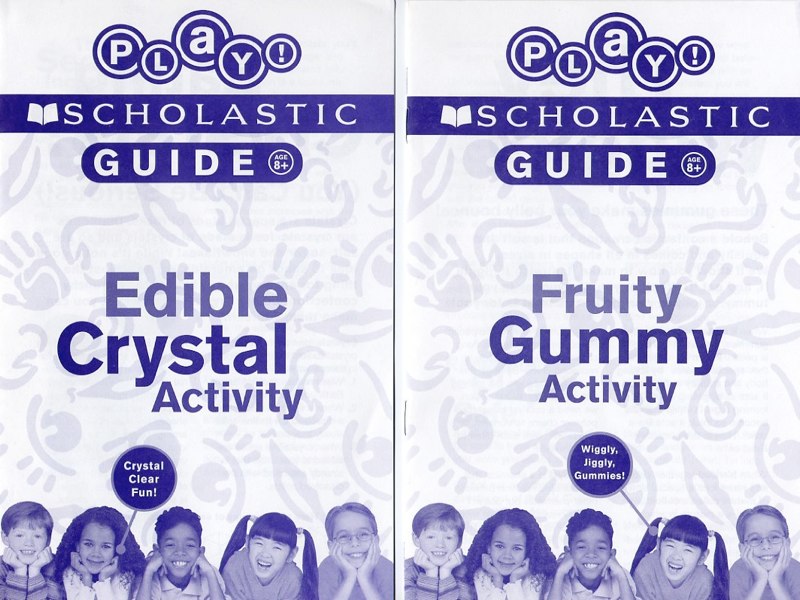 PLaY!
SCHOLASTIC
GUIDE AGE 8+
Edible
Crystal
Activity
Crystal
Clear
Fun!
PLaY!
SCHOLASTIC
GUIDE AGE 8+
Fruity
Gummy
Activity
Wiggly,
Jiggly,
Gummies!